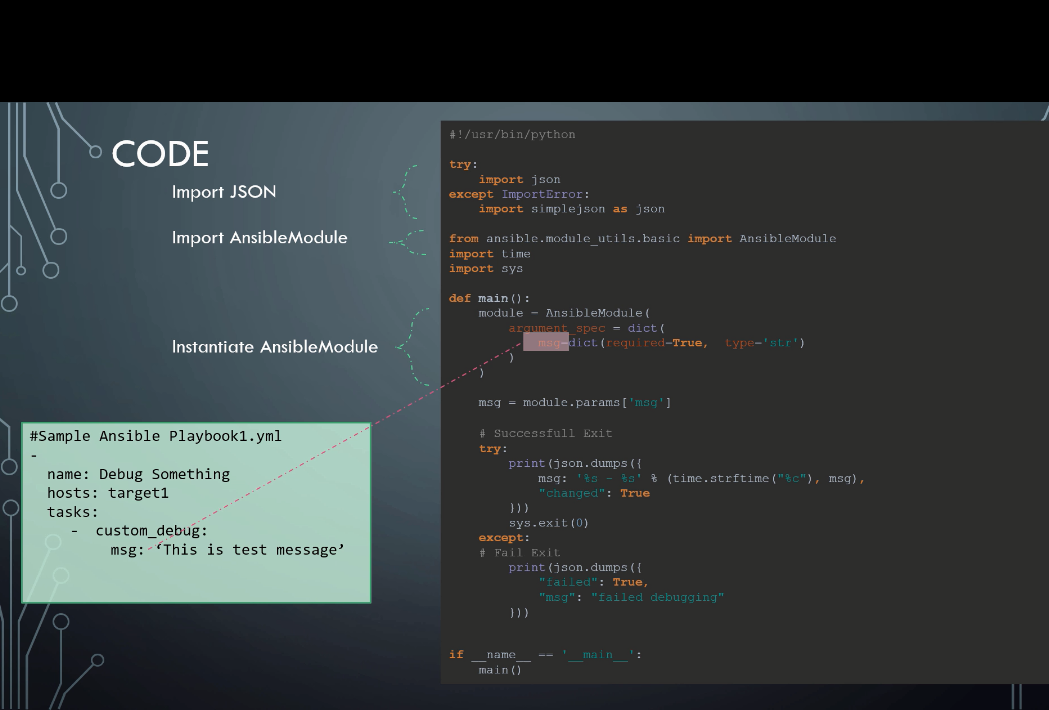 CODE
Import JSON
Import AnsibleModule
Instantiate AnsibleModule
#Sample Ansible Playbook1.yml
-
  name: Debug Something
  hosts: target1
  tasks:
     -  custom_debug:
          msg: ‘This is test message’
#!/usr/bin/python
try:
    import json
except ImportError:
    import simplejson as json
from ansible.module_utils.basic import AnsibleModule
import time
import sys
def main():
    module = AnsibleModule(
        argument_spec = dict(
            msg=dict(required=True,  type='str')
        )
    )
    msg = module.params['msg']
    # Successfull Exit
    try:
        print(json.dumps({
            msg: '%s - %s' % (time.strftime("%c"), msg),
            "changed": True
        }))
        sys.exit(0)
    except:
    # Fail Exit
        print(json.dumps({
            "failed": True,
            "msg": "failed debugging"
        }))
if __name__ == '__main__':
    main()